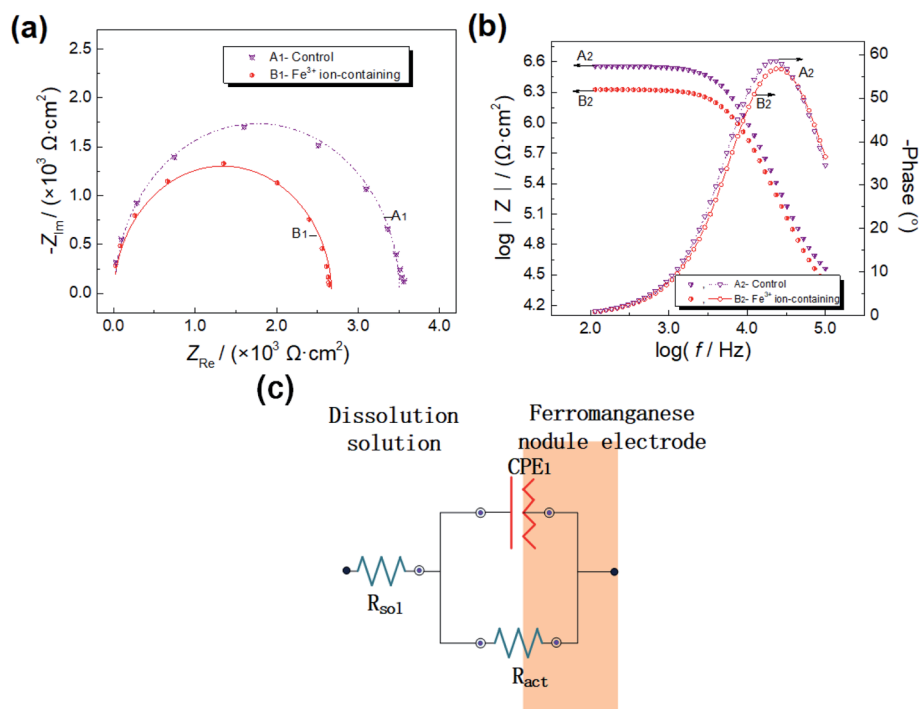 (a)
2.5
2.0
1.5
1.0
0.5
0.0
-Z_Im / (×10³ Ω·cm²)
A1- Control
B1- Fe³⁺ ion-containing
A₁
B₁
0.0 1.0 2.0 3.0 4.0
Z_Re / (×10³ Ω·cm²)
(b)
6.6
6.3
6.0
5.7
5.4
5.1
4.8
4.5
4.2
log | Z | / (Ω·cm²)
A₂
B₂
A₂
B₂
60
50
40
30
20
10
0
-Phase (°)
, A2- Control
, B2- Fe³⁺ ion-containing
2.0 3.0 4.0 5.0
log( f / Hz)
(c)
Dissolution
solution
Ferromanganese
nodule electrode
CPE₁
R_sol
R_act